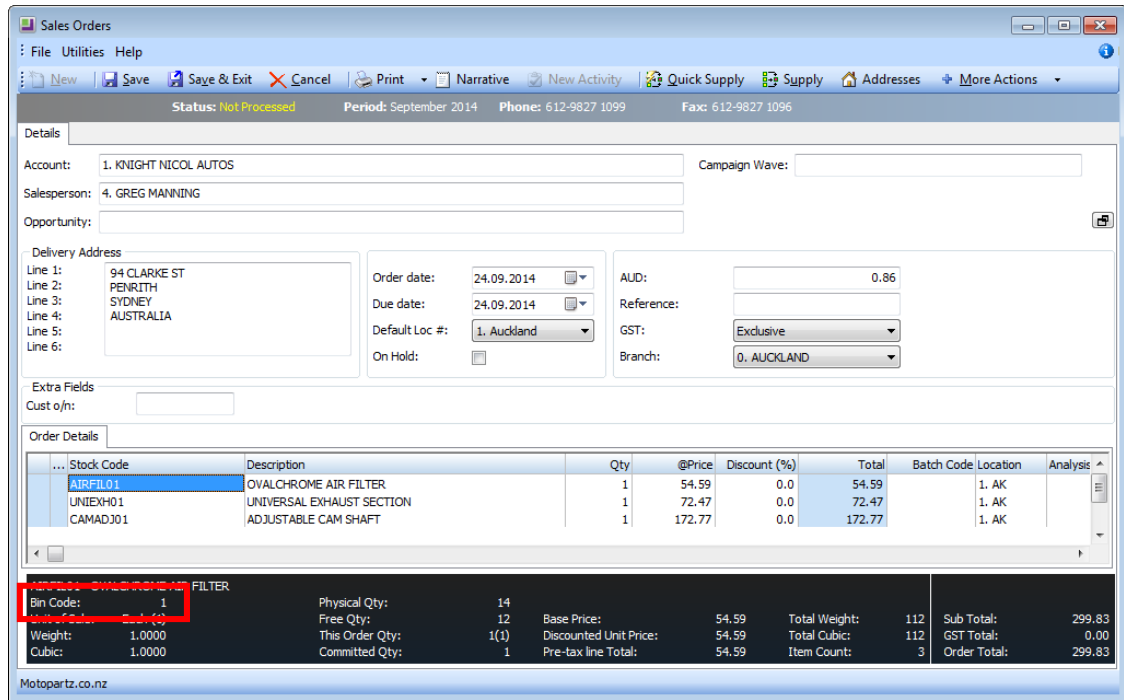 Sales Orders
File Utilities Help
New Save Save & Exit Cancel Print Narrative New Activity Quick Supply Supply Addresses More Actions
Status: Not Processed Period: September 2014 Phone: 612-9827 1099 Fax: 612-9827 1096
Details
Account: 1. KNIGHT NICOL AUTOS Campaign Wave:
Salesperson: 4. GREG MANNING
Opportunity:
Delivery Address
Line 1: 94 CLARKE ST
Line 2: PENRITH
Line 3: SYDNEY
Line 4: AUSTRALIA
Line 5:
Line 6:
Order date: 24.09.2014
Due date: 24.09.2014
Default Loc #: 1. Auckland
On Hold:
AUD: 0.86
Reference:
GST: Exclusive
Branch: 0. AUCKLAND
Extra Fields
Cust o/n:
Order Details
... Stock Code Description Qty @Price Discount (%) Total Batch Code Location Analysis
AIRFIL01 OVALCHROME AIR FILTER 1 54.59 0.0 54.59 1. AK
UNIEXH01 UNIVERSAL EXHAUST SECTION 1 72.47 0.0 72.47 1. AK
CAMADJ01 ADJUSTABLE CAM SHAFT 1 172.77 0.0 172.77 1. AK
AIRFIL01 OVALCHROME AIR FILTER
Bin Code: 1 Physical Qty: 14
Unit of Sale: Each (1) Free Qty: 12 Base Price: 54.59 Total Weight: 112 Sub Total: 299.83
Weight: 1.0000 This Order Qty: 1(1) Discounted Unit Price: 54.59 Total Cubic: 112 GST Total: 0.00
Cubic: 1.0000 Committed Qty: 1 Pre-tax line Total: 54.59 Item Count: 3 Order Total: 299.83
Motopartz.co.nz